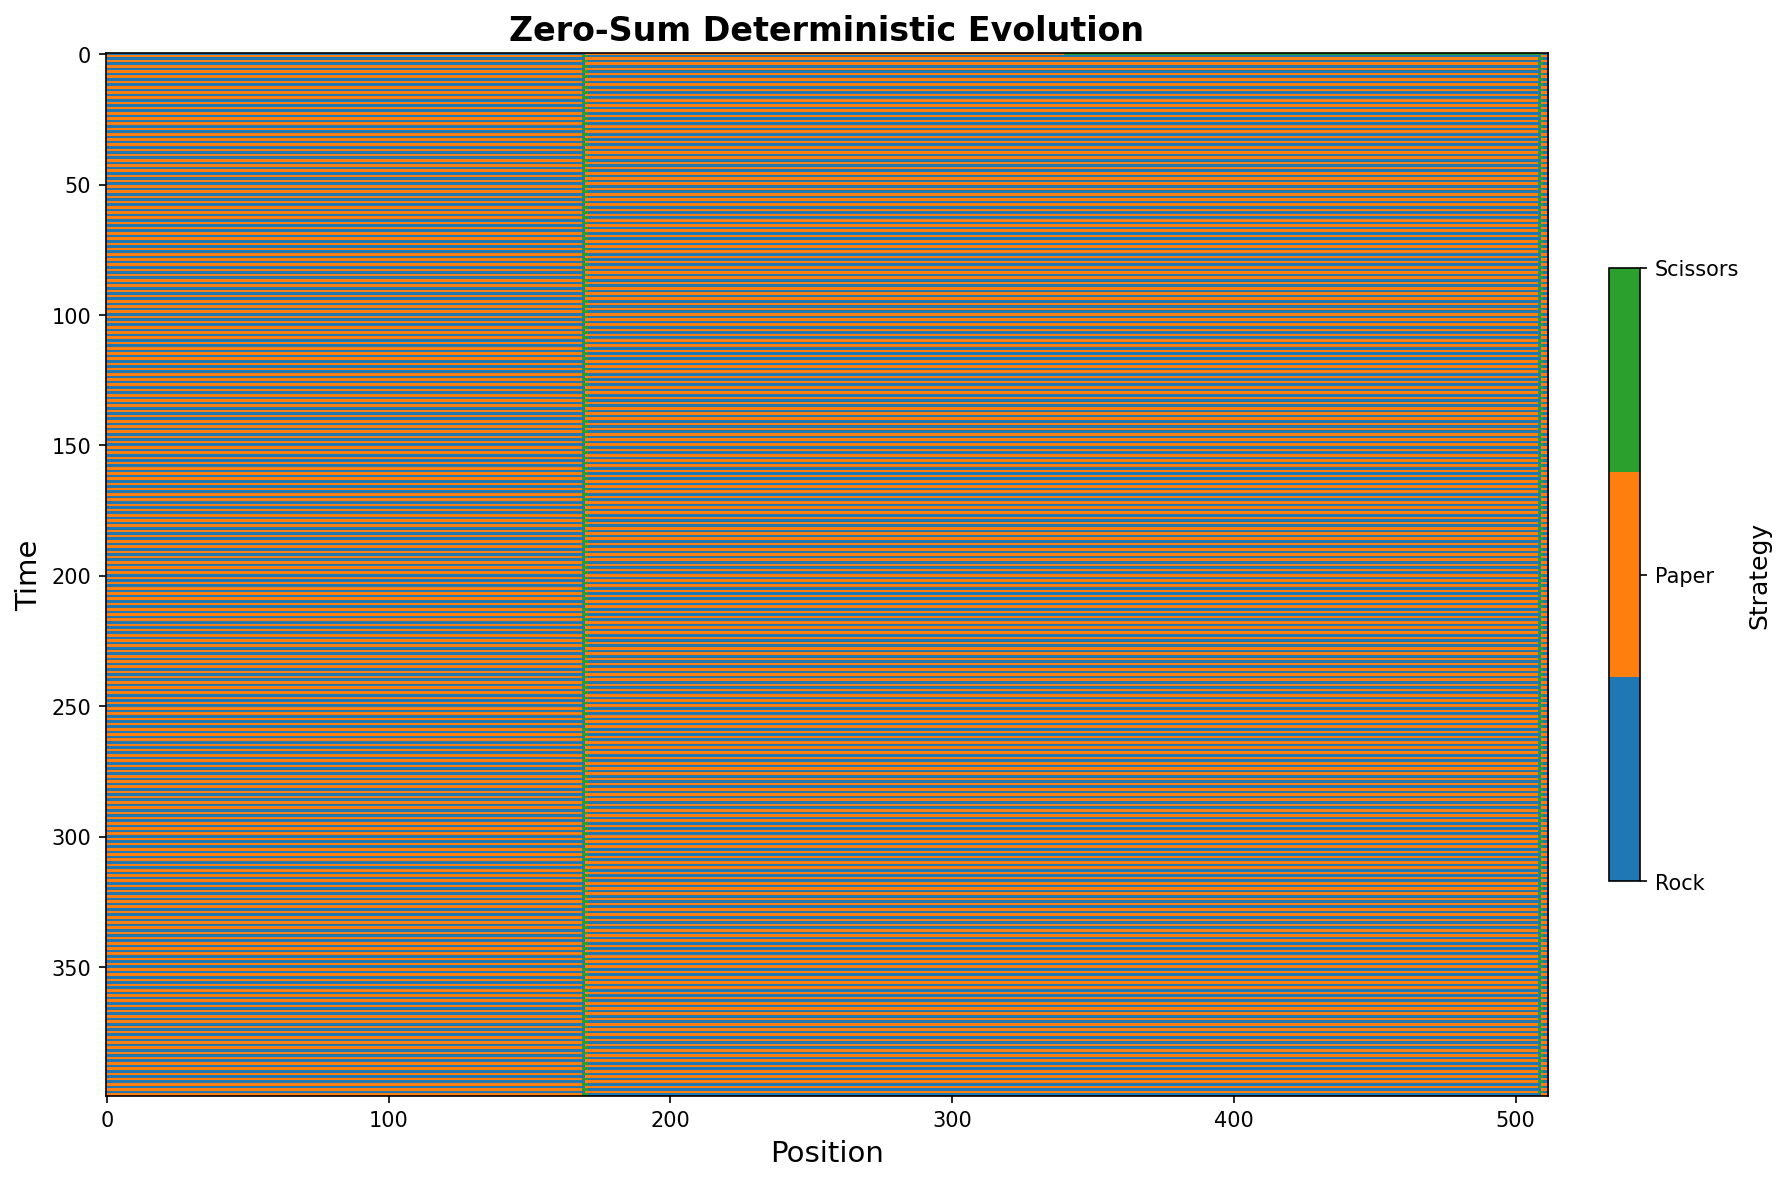 Zero-Sum Deterministic Evolution
0
50
100
150
200
250
300
350
Time
0 100 200 300 400 500
Position
Scissors
Paper
Rock
Strategy